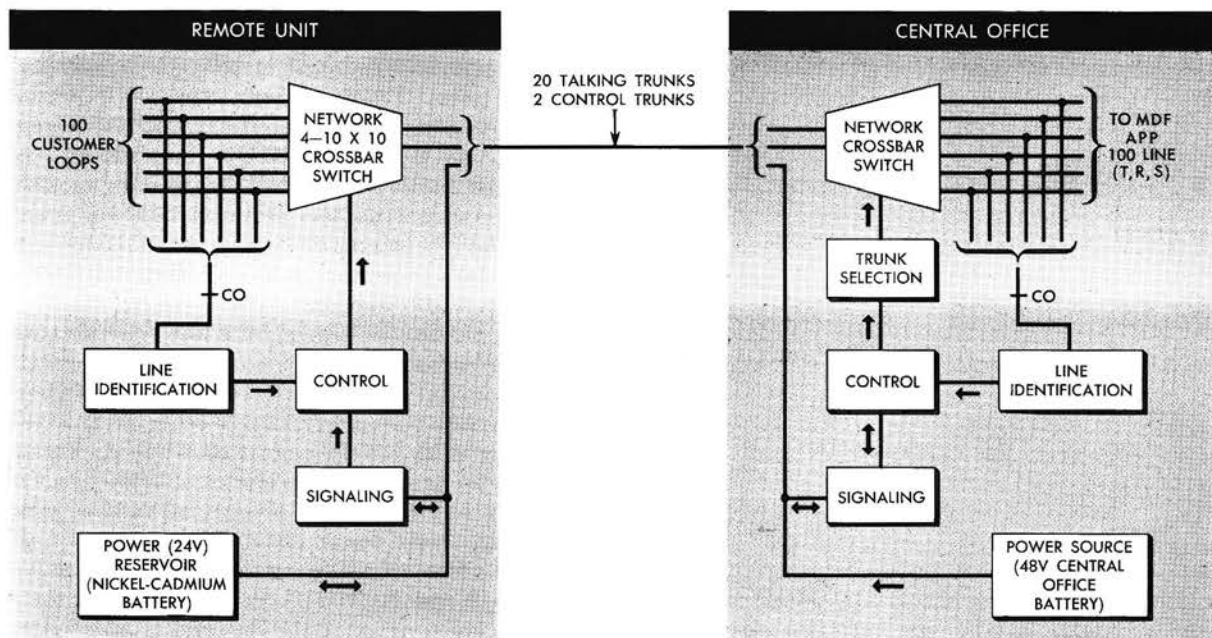 REMOTE UNIT
100
CUSTOMER
LOOPS
NETWORK
4—10 X 10
CROSSBAR
SWITCH
CO
LINE
IDENTIFICATION
CONTROL
SIGNALING
POWER (24V)
RESERVOIR
(NICKEL-CADMIUM
BATTERY)
20 TALKING TRUNKS
2 CONTROL TRUNKS
CENTRAL OFFICE
NETWORK
CROSSBAR
SWITCH
TO MDF
APP
100 LINE
(T, R, S)
TRUNK
SELECTION
CO
CONTROL
LINE
IDENTIFICATION
SIGNALING
POWER SOURCE
(48V CENTRAL
OFFICE
BATTERY)